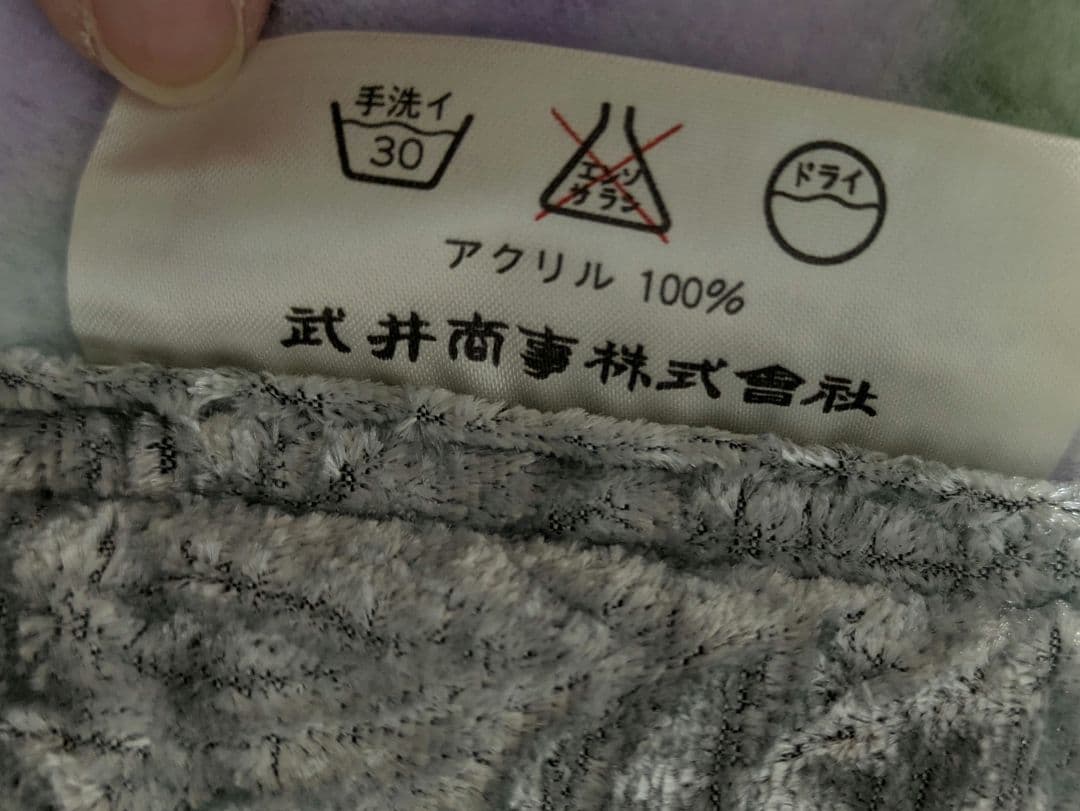 手洗イ
30
エンソ
サラシ
ドライ
アクリル 100%
武井商事株式會社